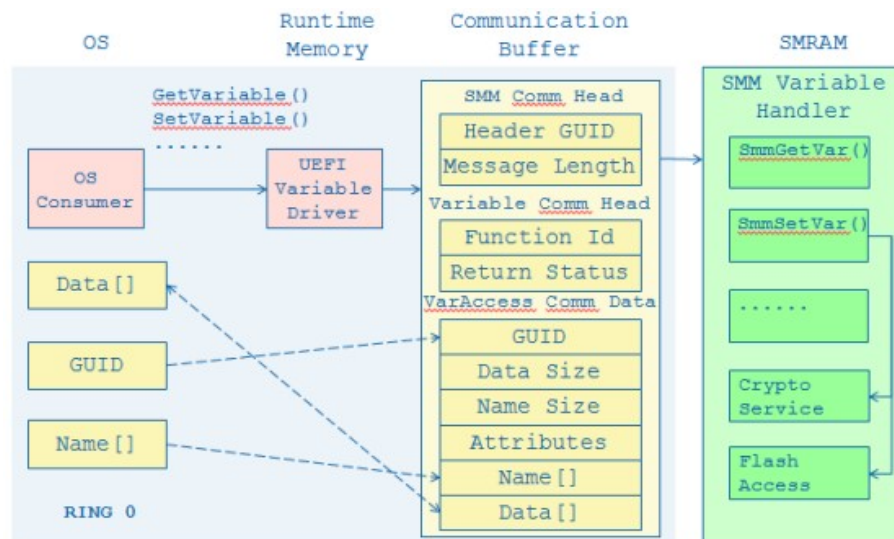 OS
Runtime
Memory
Communication
Buffer
SMRAM
GetVariable()
SetVariable()
......
OS
Consumer
UEFI
Variable
Driver
Data[]
GUID
Name[]
RING 0
SMM Comm Head
Header GUID
Message Length
Variable Comm Head
Function Id
Return Status
VarAccess Comm Data
GUID
Data Size
Name Size
Attributes
Name[]
Data[]
SMM Variable
Handler
SmmGetVar()
SmmSetVar()
......
Crypto
Service
Flash
Access